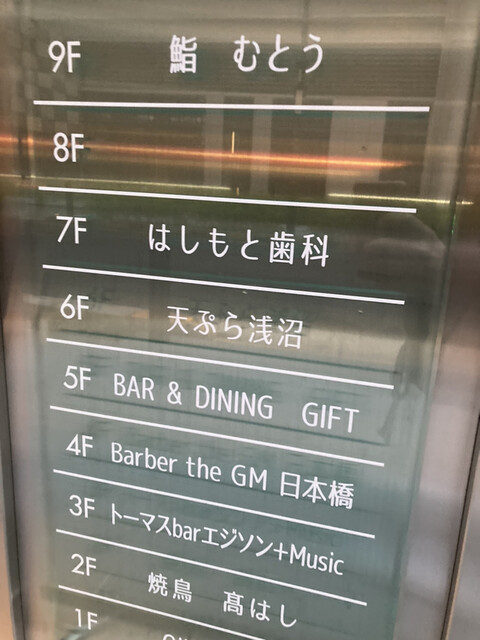 9F 鮨 むとう
8F
7F はしもと歯科
6F 天ぷら浅沼
5F BAR & DINING GIFT
4F Barber the GM 日本橋
3F トーマスbarエジソン+Music
2F 焼鳥 髙はし
1F